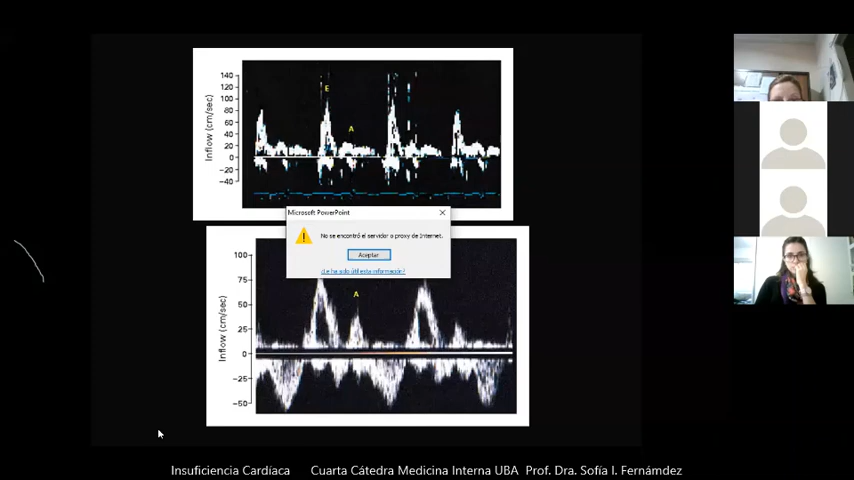 140
120
100
80
60
40
20
0
-20
-40
Inflow (cm/sec)
E
A
Microsoft PowerPoint
No se encontró el servidor o proxy de Internet.
Aceptar
¿Le ha sido útil esta información?
100
75
50
25
0
-25
-50
Inflow (cm/sec)
A
Insuficiencia Cardíaca Cuarta Cátedra Medicina Interna UBA Prof. Dra. Sofía I. Fernámdez